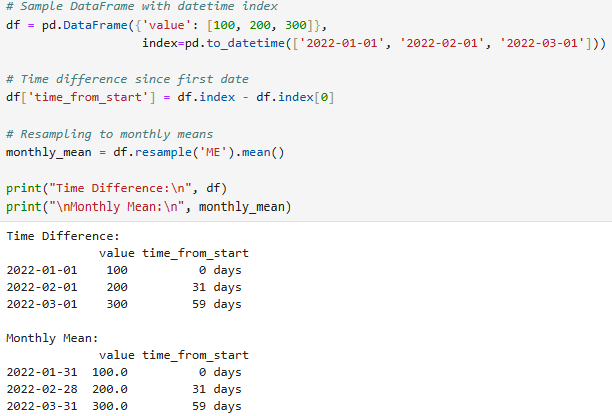 # Sample DataFrame with datetime index
df = pd.DataFrame({'value': [100, 200, 300]},
                  index=pd.to_datetime(['2022-01-01', '2022-02-01', '2022-03-01']))
# Time difference since first date
df['time_from_start'] = df.index - df.index[0]
# Resampling to monthly means
monthly_mean = df.resample('ME').mean()
print("Time Difference:\n", df)
print("\nMonthly Mean:\n", monthly_mean)
Time Difference:
             value time_from_start
2022-01-01    100          0 days
2022-02-01    200         31 days
2022-03-01    300         59 days
Monthly Mean:
             value time_from_start
2022-01-31  100.0          0 days
2022-02-28  200.0         31 days
2022-03-31  300.0         59 days